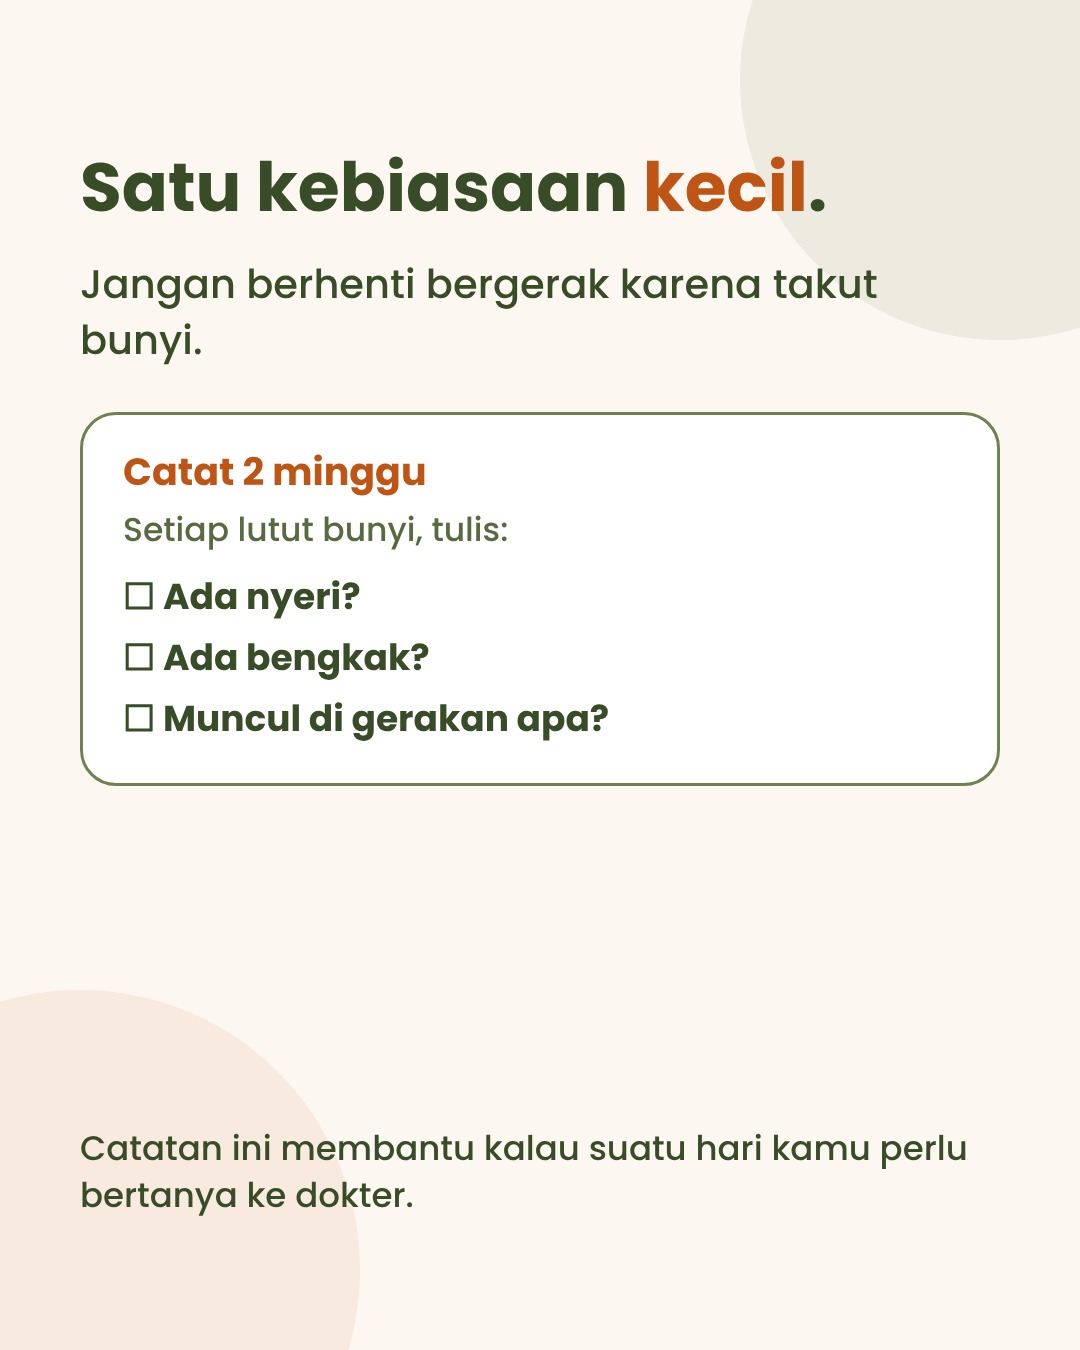 Satu kebiasaan kecil.
Jangan berhenti bergerak karena takut
bunyi.
Catat 2 minggu
Setiap lutut bunyi, tulis:
☐ Ada nyeri?
☐ Ada bengkak?
☐ Muncul di gerakan apa?
Catatan ini membantu kalau suatu hari kamu perlu
bertanya ke dokter.